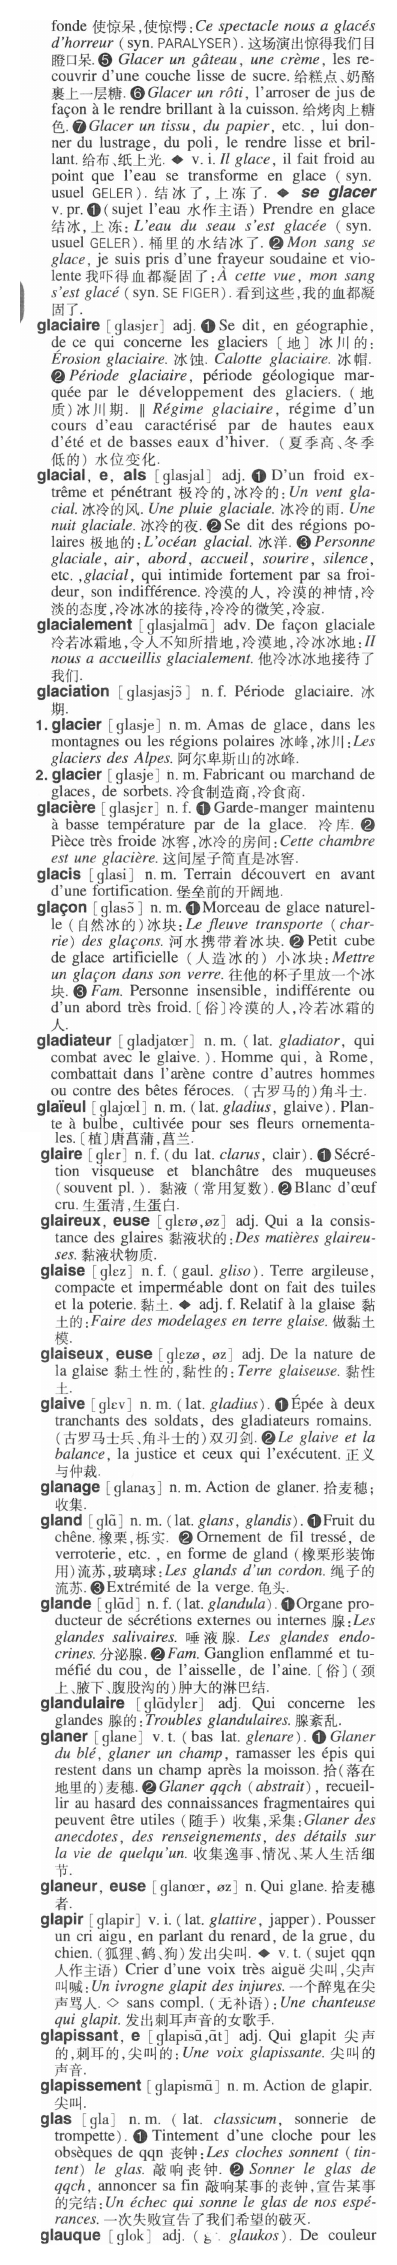 fonde 使惊呆,使惊愕:Ce spectacle nous a glacés
d'horreur (syn. PARALYSER). 这场演出惊得我们目
瞪口呆. ❺ Glacer un gâteau, une crème, les re-
couvrir d'une couche lisse de sucre. 给糕点、奶酪
裹上一层糖. ❻ Glacer un rôti, l'arroser de jus de
façon à le rendre brillant à la cuisson. 给烤肉上糖
色. ❼ Glacer un tissu, du papier, etc., lui don-
ner du lustrage, du poli, le rendre lisse et bril-
lant. 给布、纸上光. ◆ v. i. Il glace, il fait froid au
point que l'eau se transforme en glace (syn.
usuel GELER). 结冰了,上冻了. ◆ se glacer
v. pr. ❶ (sujet l'eau 水作主语) Prendre en glace
结冰,上冻: L'eau du seau s'est glacée (syn.
usuel GELER). 桶里的水结冰了. ❷ Mon sang se
glace, je suis pris d'une frayeur soudaine et vio-
lente 我吓得血都凝固了:À cette vue, mon sang
s'est glacé (syn. SE FIGER). 看到这些,我的血都凝
固了.
glaciaire [glasjɛr] adj. ❶ Se dit, en géographie,
de ce qui concerne les glaciers [地] 冰川的:
Érosion glaciaire. 冰蚀. Calotte glaciaire. 冰帽.
❷ Période glaciaire, période géologique mar-
quée par le développement des glaciers. (地
质)冰川期. ‖ Régime glaciaire, régime d'un
cours d'eau caractérisé par de hautes eaux
d'été et de basses eaux d'hiver. (夏季高、冬季
低的) 水位变化.
glacial, e, als [glasjal] adj. ❶ D'un froid ex-
trême et pénétrant 极冷的,冰冷的: Un vent gla-
cial. 冰冷的风. Une pluie glaciale. 冰冷的雨. Une
nuit glaciale. 冰冷的夜. ❷ Se dit des régions po-
laires 极地的: L'océan glacial. 冰洋. ❸ Personne
glaciale, air, abord, accueil, sourire, silence,
etc., glacial, qui intimide fortement par sa froi-
deur, son indifférence. 冷漠的人, 冷漠的神情,冷
淡的态度,冷冰冰的接待,冷冷的微笑,冷寂.
glacialement [glasjalmɑ̃] adv. De façon glaciale
冷若冰霜地,令人不知所措地,冷漠地,冷冰冰地:Il
nous a accueillis glacialement. 他冷冰冰地接待了
我们.
glaciation [glasjasjɔ̃] n. f. Période glaciaire. 冰
期.
1. glacier [glasje] n. m. Amas de glace, dans les
montagnes ou les régions polaires 冰峰,冰川:Les
glaciers des Alpes. 阿尔卑斯山的冰峰.
2. glacier [glasje] n. m. Fabricant ou marchand de
glaces, de sorbets. 冷食制造商,冷食商.
glacière [glasjɛr] n. f. ❶ Garde-manger maintenu
à basse température par de la glace. 冷库. ❷
Pièce très froide 冰窖,冰冷的房间:Cette chambre
est une glacière. 这间屋子简直是冰窖.
glacis [glasi] n. m. Terrain découvert en avant
d'une fortification. 堡垒前的开阔地.
glaçon [glasɔ̃] n. m. ❶ Morceau de glace naturel-
le (自然冰的) 冰块: Le fleuve transporte (char-
rie) des glaçons. 河水携带着冰块. ❷ Petit cube
de glace artificielle (人造冰的) 小冰块: Mettre
un glaçon dans son verre. 往他的杯子里放一个冰
块. ❸ Fam. Personne insensible, indifférente ou
d'un abord très froid. [俗]冷漠的人,冷若冰霜的
人.
gladiateur [gladjatœr] n. m. (lat. gladiator, qui
combat avec le glaive.). Homme qui, à Rome,
combattait dans l'arène contre d'autres hommes
ou contre des bêtes féroces. (古罗马的)角斗士.
glaïeul [glajœl] n. m. (lat. gladius, glaive). Plan-
te à bulbe, cultivée pour ses fleurs ornementa-
les. [植]唐菖蒲,菖兰.
glaire [glɛr] n. f. (du lat. clarus, clair). ❶ Sécré-
tion visqueuse et blanchâtre des muqueuses
(souvent pl.). 黏液 (常用复数). ❷ Blanc d'œuf
cru. 生蛋清,生蛋白.
glaireux, euse [glɛrø, øz] adj. Qui a la consis-
tance des glaires 黏液状的:Des matières glaireu-
ses. 黏液状物质.
glaise [glɛz] n. f. (gaul. gliso). Terre argileuse,
compacte et imperméable dont on fait des tuiles
et la poterie. 黏土. ◆ adj. f. Relatif à la glaise 黏
土的:Faire des modelages en terre glaise. 做黏土
模.
glaiseux, euse [glɛzø, øz] adj. De la nature de
la glaise 黏土性的,黏性的: Terre glaiseuse. 黏性
土.
glaive [glɛv] n. m. (lat. gladius). ❶ Épée à deux
tranchants des soldats, des gladiateurs romains.
(古罗马士兵、角斗士的)双刃剑. ❷ Le glaive et la
balance, la justice et ceux qui l'exécutent. 正义
与仲裁.
glanage [glanaʒ] n. m. Action de glaner. 拾麦穗;
收集.
gland [glɑ̃] n. m. (lat. glans, glandis). ❶ Fruit du
chêne. 橡栗,栎实. ❷ Ornement de fil tressé, de
verroterie, etc., en forme de gland (橡栗形装饰
用)流苏,玻璃球: Les glands d'un cordon. 绳子的
流苏. ❸ Extrémité de la verge. 龟头.
glande [glɑ̃d] n. f. (lat. glandula). ❶ Organe pro-
ducteur de sécrétions externes ou internes 腺:Les
glandes salivaires. 唾液腺. Les glandes endo-
crines. 分泌腺. ❷ Fam. Ganglion enflammé et tu-
méfié du cou, de l'aisselle, de l'aine. [俗](颈
上、腋下、腹股沟的)肿大的淋巴结.
glandulaire [glɑ̃dylɛr] adj. Qui concerne les
glandes 腺的: Troubles glandulaires. 腺紊乱.
glaner [glane] v. t. (bas lat. glenare). ❶ Glaner
du blé, glaner un champ, ramasser les épis qui
restent dans un champ après la moisson. 拾(落在
地里的)麦穗. ❷ Glaner qqch (abstrait), recueil-
lir au hasard des connaissances fragmentaires qui
peuvent être utiles (随手) 收集,采集:Glaner des
anecdotes, des renseignements, des détails sur
la vie de quelqu'un. 收集逸事、情况、某人生活细
节.
glaneur, euse [glanœr, øz] n. Qui glane. 拾麦穗
者.
glapir [glapir] v. i. (lat. glattire, japper). Pousser
un cri aigu, en parlant du renard, de la grue, du
chien. (狐狸、鹤、狗) 发出尖叫. ◆ v. t. (sujet qqn
人作主语) Crier d'une voix très aiguë 尖叫,尖声
叫喊: Un ivrogne glapit des injures. 一个醉鬼在尖
声骂人. ◇ sans compl. (无补语): Une chanteuse
qui glapit. 发出刺耳声音的女歌手.
glapissant, e [glapisɑ̃, ɑ̃t] adj. Qui glapit 尖声
的,刺耳的,尖叫的: Une voix glapissante. 尖叫的
声音.
glapissement [glapismɑ̃] n. m. Action de glapir.
尖叫.
glas [gla] n. m. (lat. classicum, sonnerie de
trompette). ❶ Tintement d'une cloche pour les
obsèques de qqn 丧钟: Les cloches sonnent (tin-
tent) le glas. 敲响丧钟. ❷ Sonner le glas de
qqch, annoncer sa fin 敲响某事的丧钟,宣告某事
的完结: Un échec qui sonne le glas de nos espé-
rances. 一次失败宣告了我们希望的破灭.
glauque [glok] adj. ( glaukos). De couleur